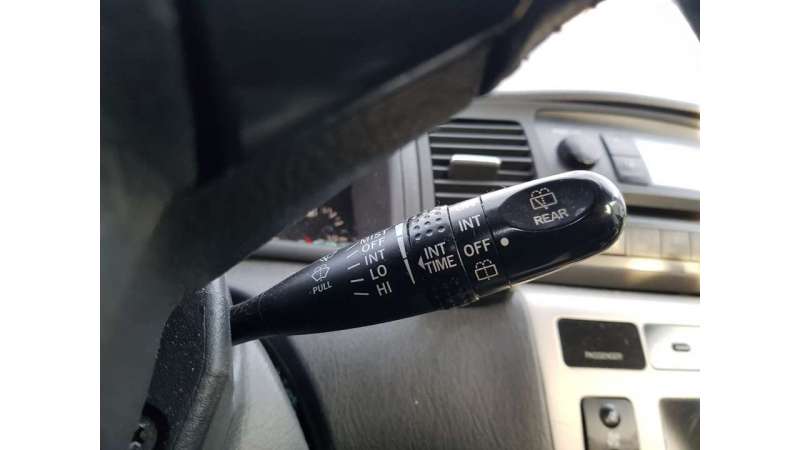 MIST
OFF
INT
LO
HI
PULL
INT
TIME
INT
OFF
REAR
PASSENGER